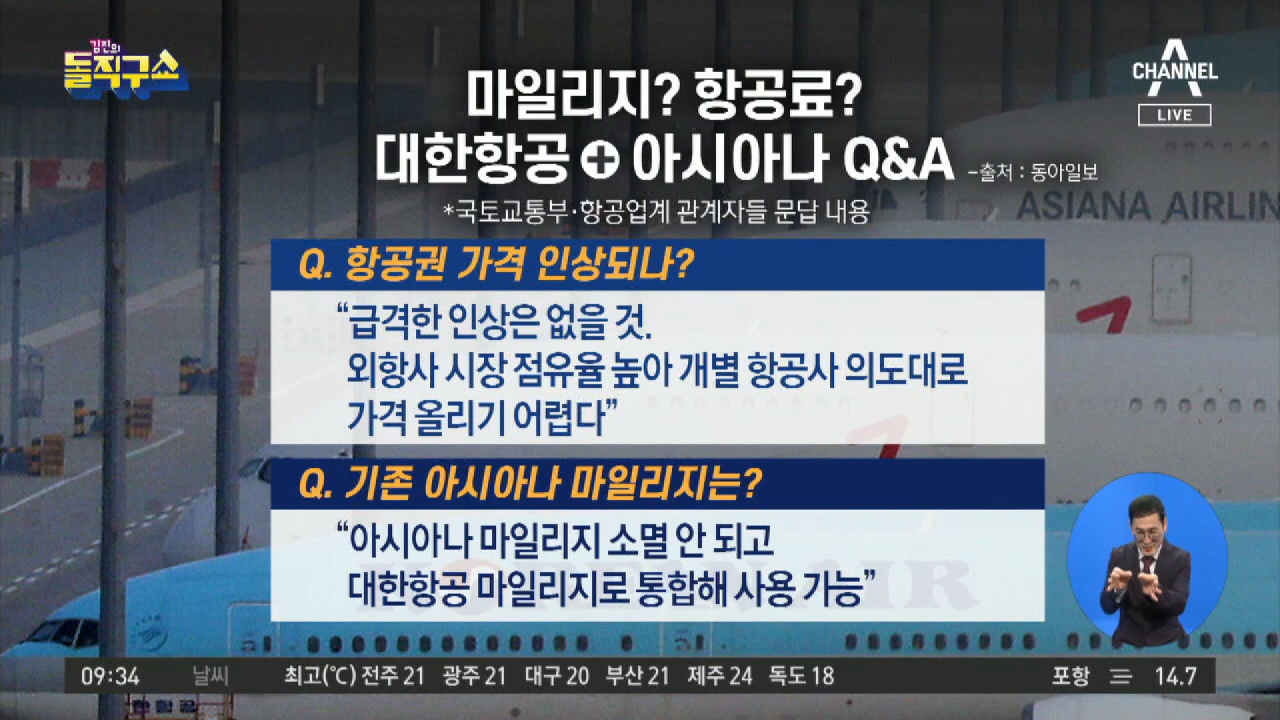 김진의
돌직구쇼
CHANNEL A
LIVE
마일리지? 항공료?
대한항공 + 아시아나 Q&A
-출처 : 동아일보
*국토교통부·항공업계 관계자들 문답 내용
ASIANA AIRLIN
Q. 항공권 가격 인상되나?
“급격한 인상은 없을 것.
외항사 시장 점유율 높아 개별 항공사 의도대로
가격 올리기 어렵다”
Q. 기존 아시아나 마일리지는?
“아시아나 마일리지 소멸 안 되고
대한항공 마일리지로 통합해 사용 가능”
AIR
09:34 날씨 최고(℃) 전주 21 광주 21 대구 20 부산 21 제주 24 독도 18 포항 14.7